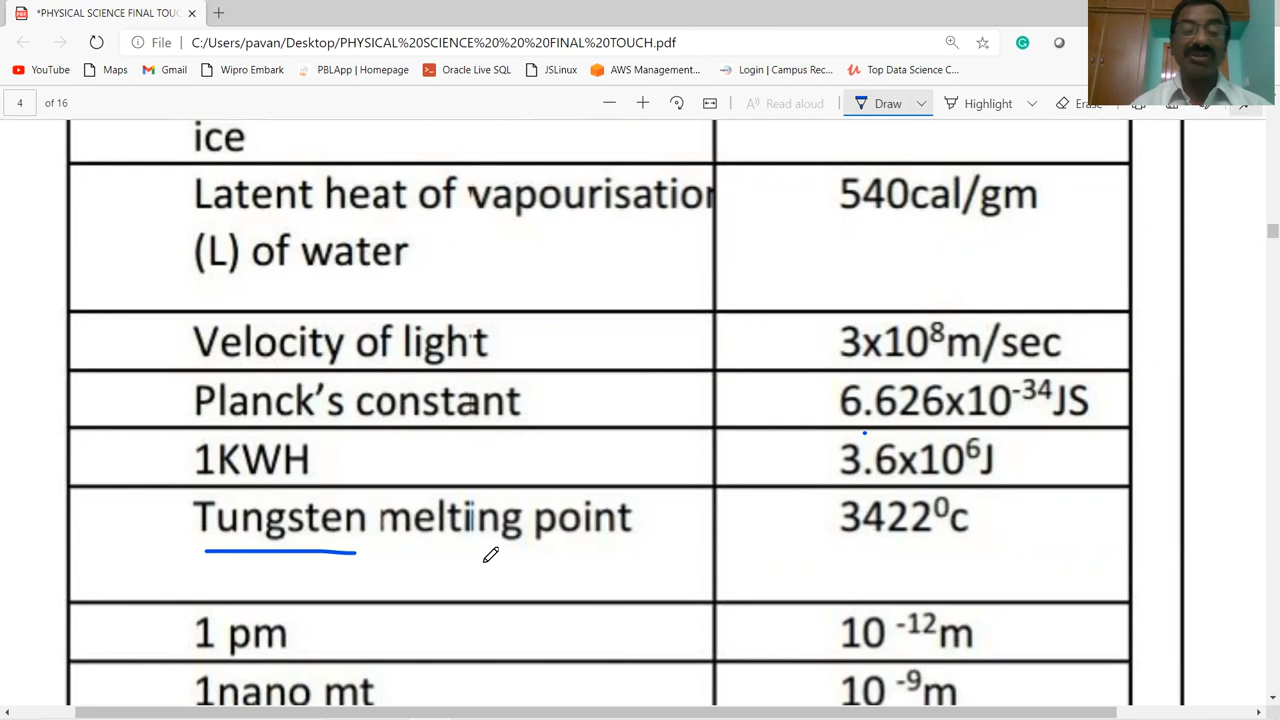 *PHYSICAL SCIENCE FINAL TOUC
File C:/Users/pavan/Desktop/PHYSICAL%20SCIENCE%20%20%20FINAL%20TOUCH.pdf
YouTube Maps Gmail Wipro Embark PBLApp | Homepage Oracle Live SQL JSLinux AWS Management... Login | Campus Rec... Top Data Science C...
4 of 16 Read aloud Draw Highlight Erase
ice
Latent heat of vapourisation 540cal/gm
(L) of water
Velocity of light 3x10⁸m/sec
Planck's constant 6.626x10⁻³⁴JS
1KWH 3.6x10⁶J
Tungsten melting point 3422⁰c
1 pm 10 ⁻¹²m
1nano mt 10 ⁻⁹m